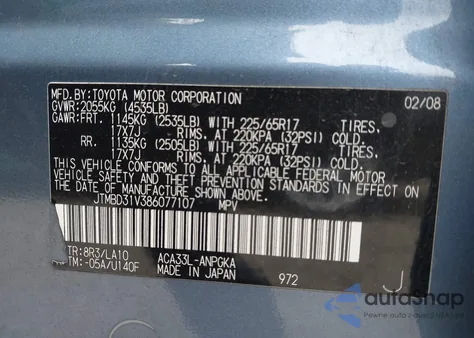 MFD.BY:TOYOTA MOTOR CORPORATION 02/08
GVWR:2055KG (4535LB)
GAWR:FRT. 1145KG (2535LB) WITH 225/65R17 TIRES,
17X7J RIMS, AT 220KPA (32PSI) COLD.
RR. 1135KG (2505LB) WITH 225/65R17 TIRES,
17X7J RIMS, AT 220KPA (32PSI) COLD.
THIS VEHICLE CONFORMS TO ALL APPLICABLE FEDERAL MOTOR
VEHICLE SAFETY AND THEFT PREVENTION STANDARDS IN EFFECT
ON THE DATE OF MANUFACTURE SHOWN ABOVE.
JTMBD31V386077107 MPV
TR:8R3/LA10 ACA33L-ANPGKA
TM:-05A/U140F MADE IN JAPAN 972
autoSnap